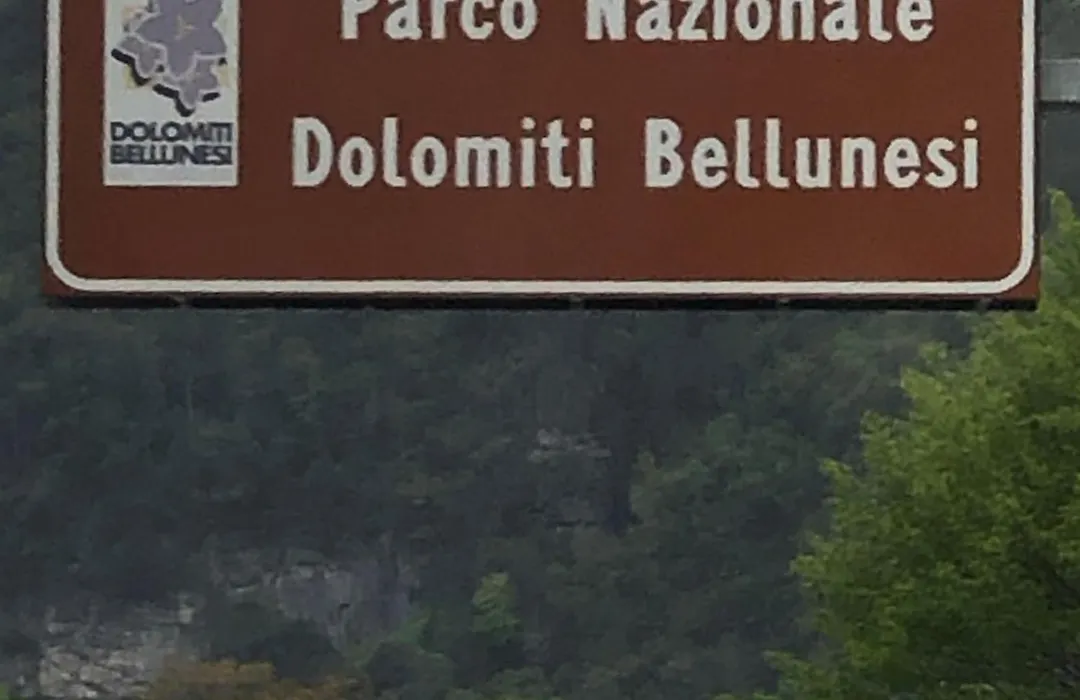 Parco Nazionale
Dolomiti Bellunesi
DOLOMITI
BELLUNESI